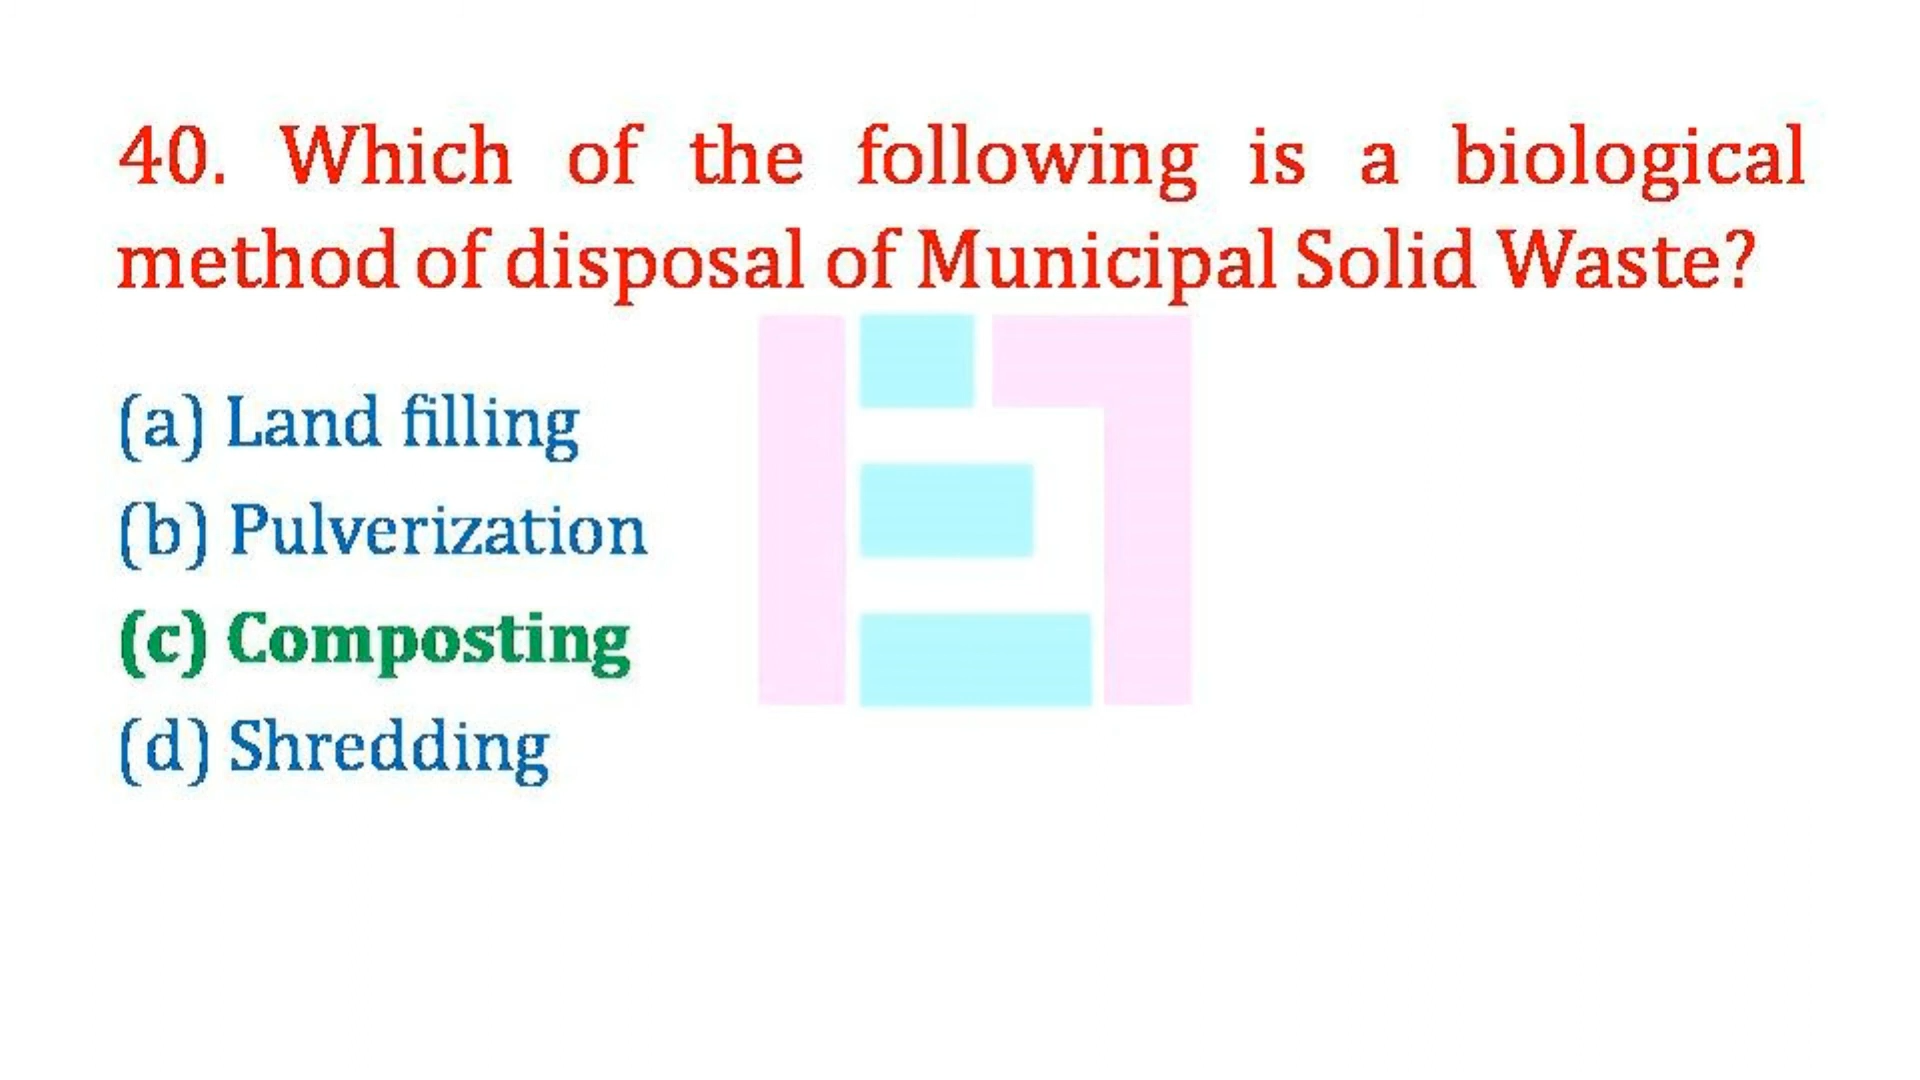 40. Which of the following is a biological
method of disposal of Municipal Solid Waste?
(a) Land filling
(b) Pulverization
(c) Composting
(d) Shredding